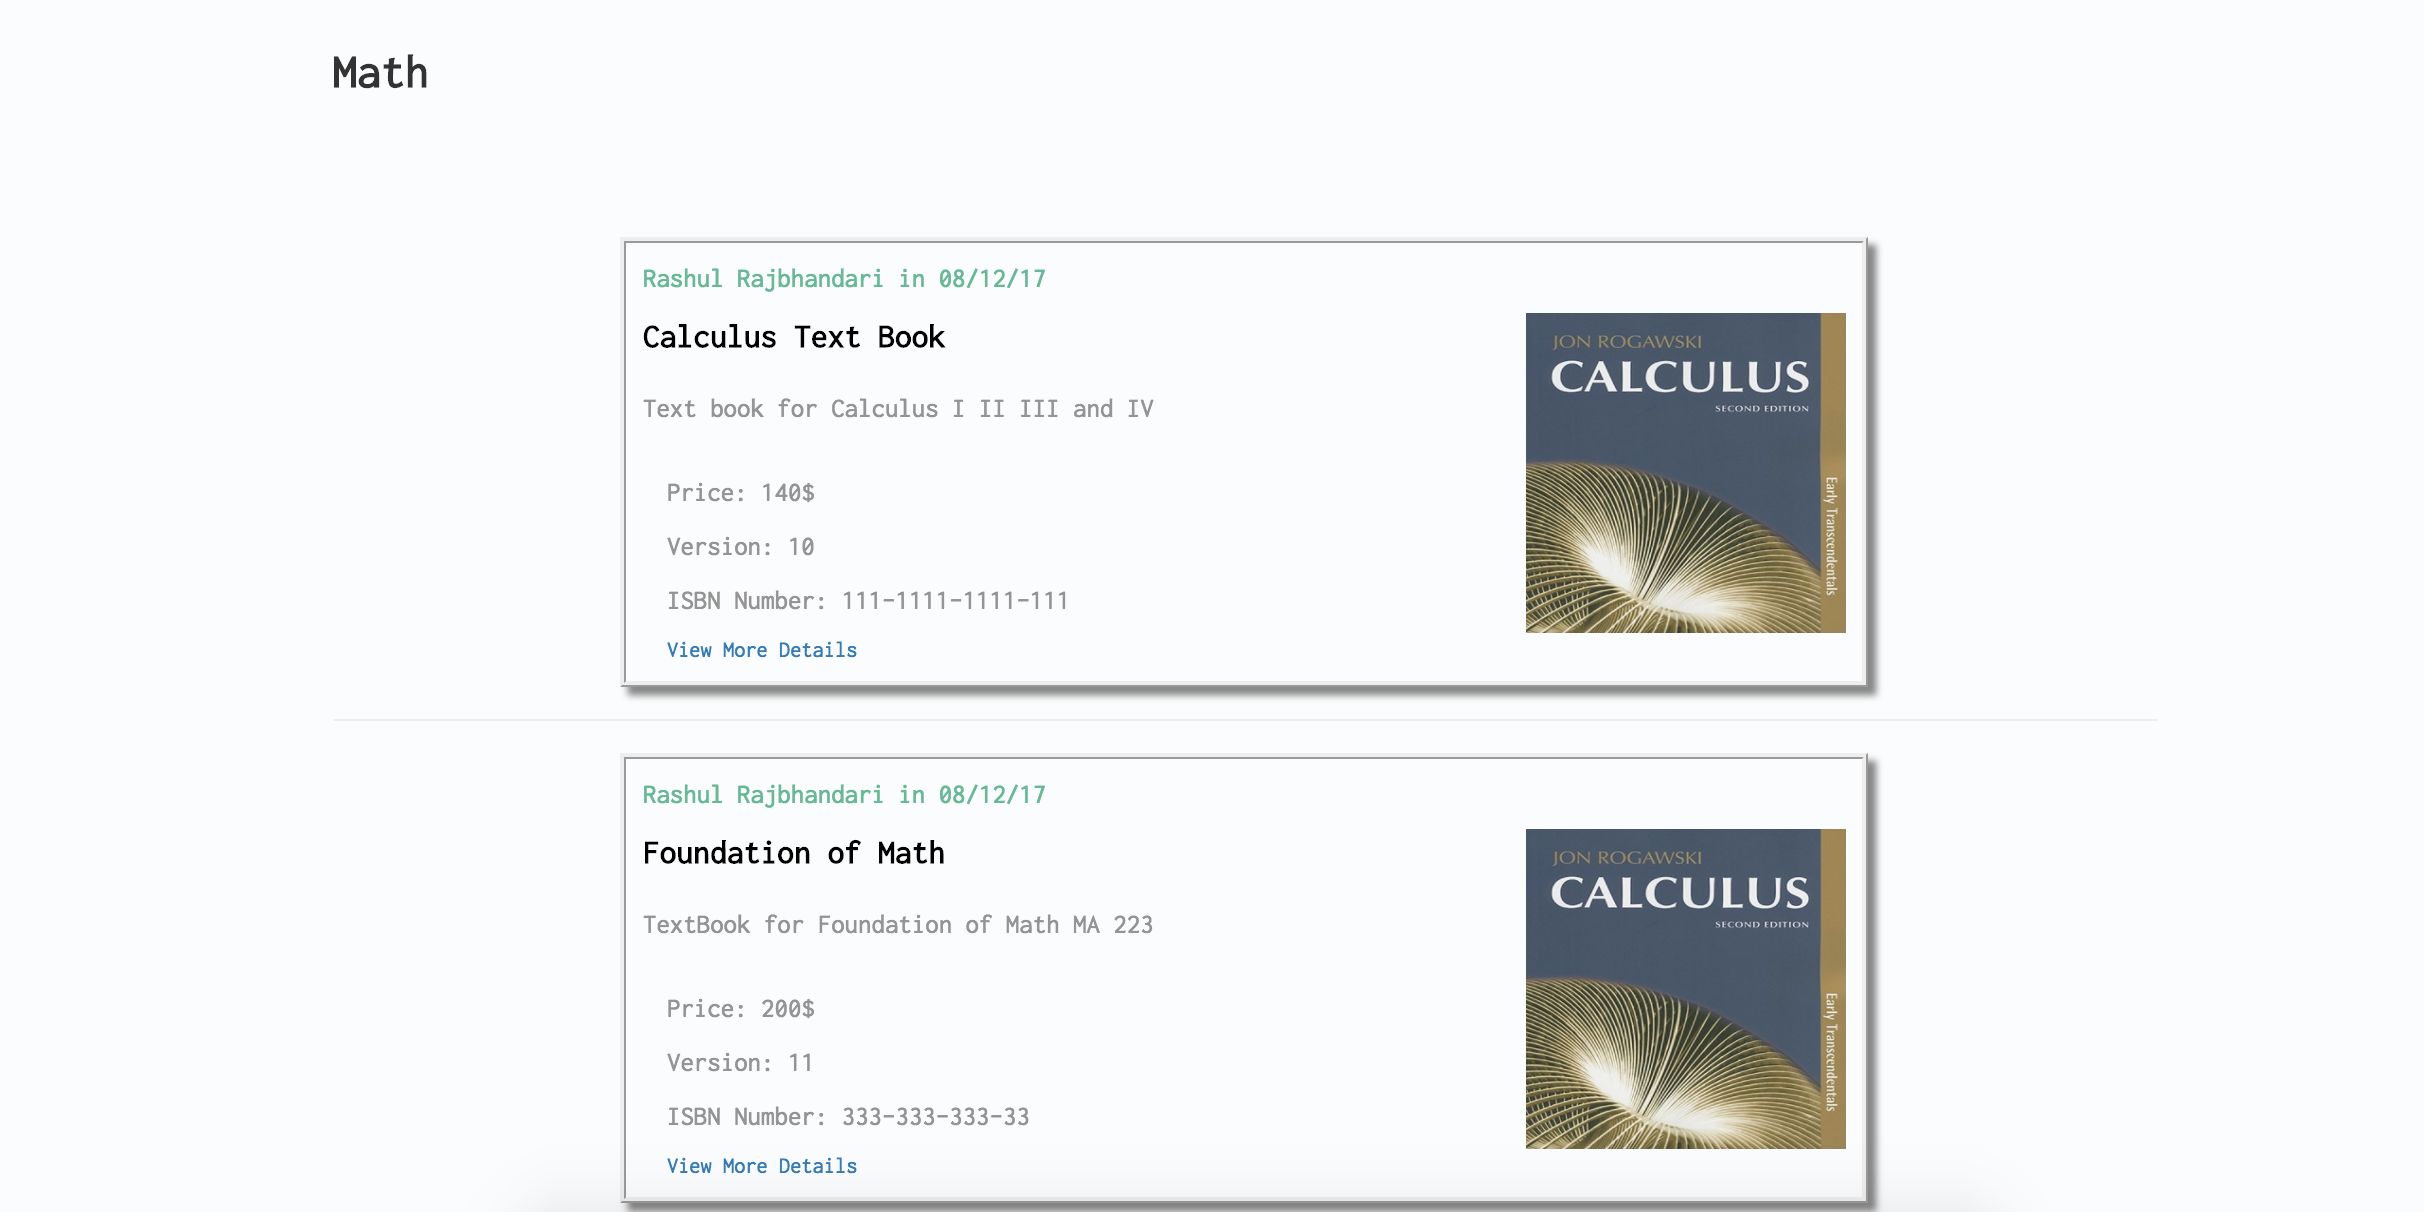 Math
Rashul Rajbhandari in 08/12/17
Calculus Text Book
Text book for Calculus I II III and IV
Price: 140$
Version: 10
ISBN Number: 111-1111-1111-111
View More Details
JON ROGAWSKI
CALCULUS
SECOND EDITION
Early Transcendentals
Rashul Rajbhandari in 08/12/17
Foundation of Math
TextBook for Foundation of Math MA 223
Price: 200$
Version: 11
ISBN Number: 333-333-333-33
View More Details
JON ROGAWSKI
CALCULUS
SECOND EDITION
Early Transcendentals